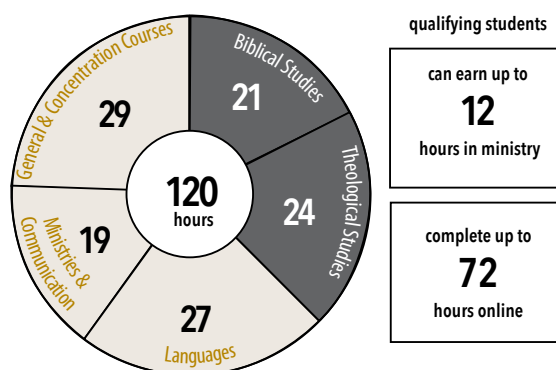 General & Concentration Courses
29
Biblical Studies
21
Theological Studies
24
Languages
27
Ministries &
Communication
19
120
hours
qualifying students
can earn up to
12
hours in ministry
complete up to
72
hours online